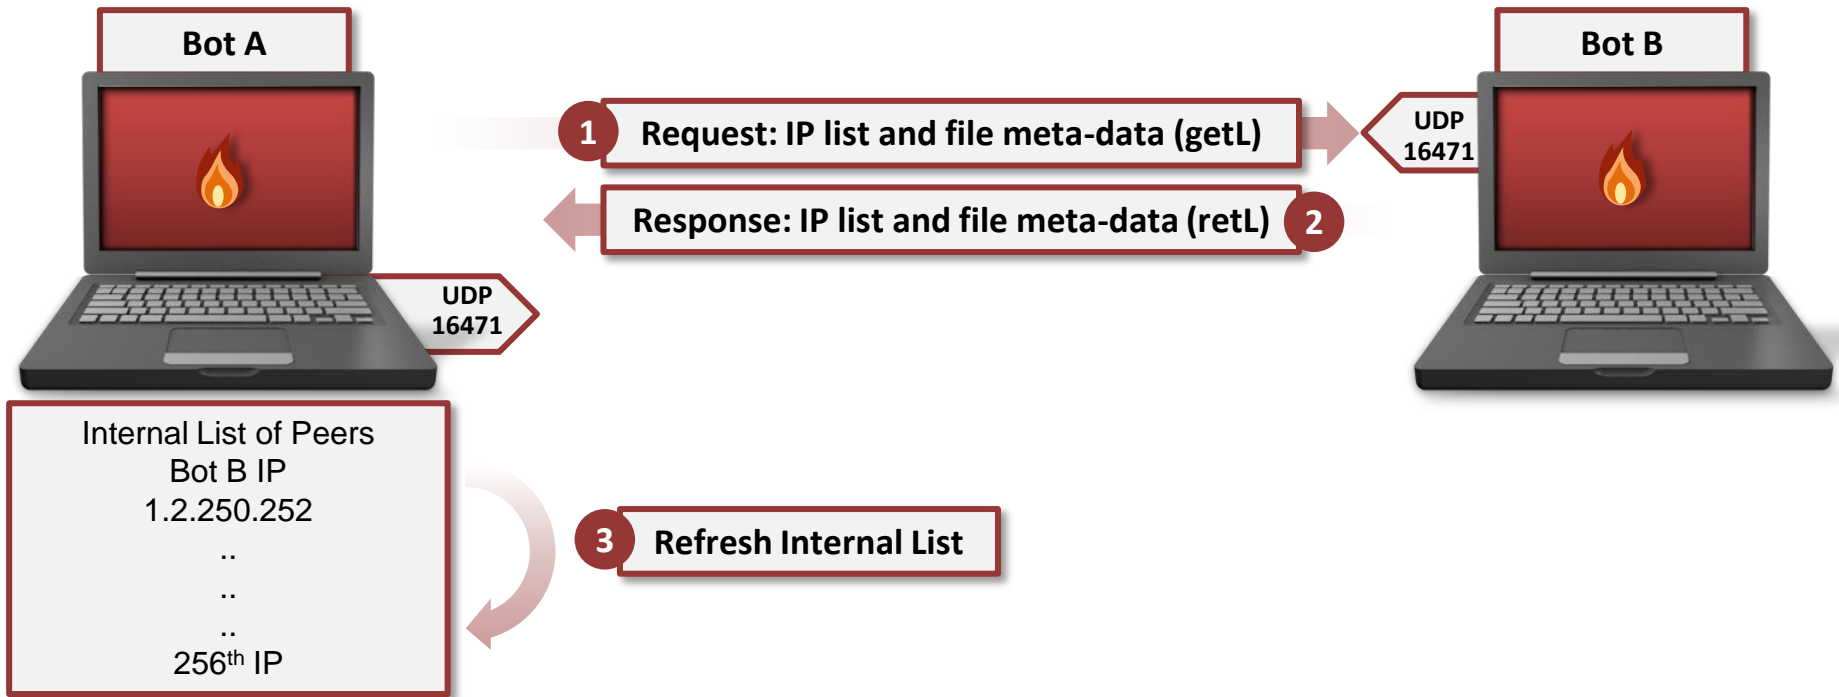 Bot A
Bot B
1
Request: IP list and file meta-data (getL)
UDP
16471
Response: IP list and file meta-data (retL)
2
UDP
16471
Internal List of Peers
Bot B IP
1.2.250.252
..
..
..
256th IP
3
Refresh Internal List